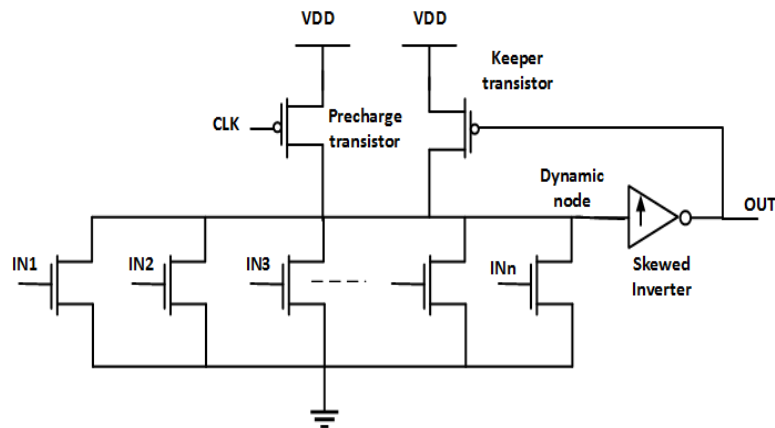 VDD
VDD
Keeper
transistor
CLK
Precharge
transistor
Dynamic
node
OUT
IN1
IN2
IN3
INn
Skewed
Inverter